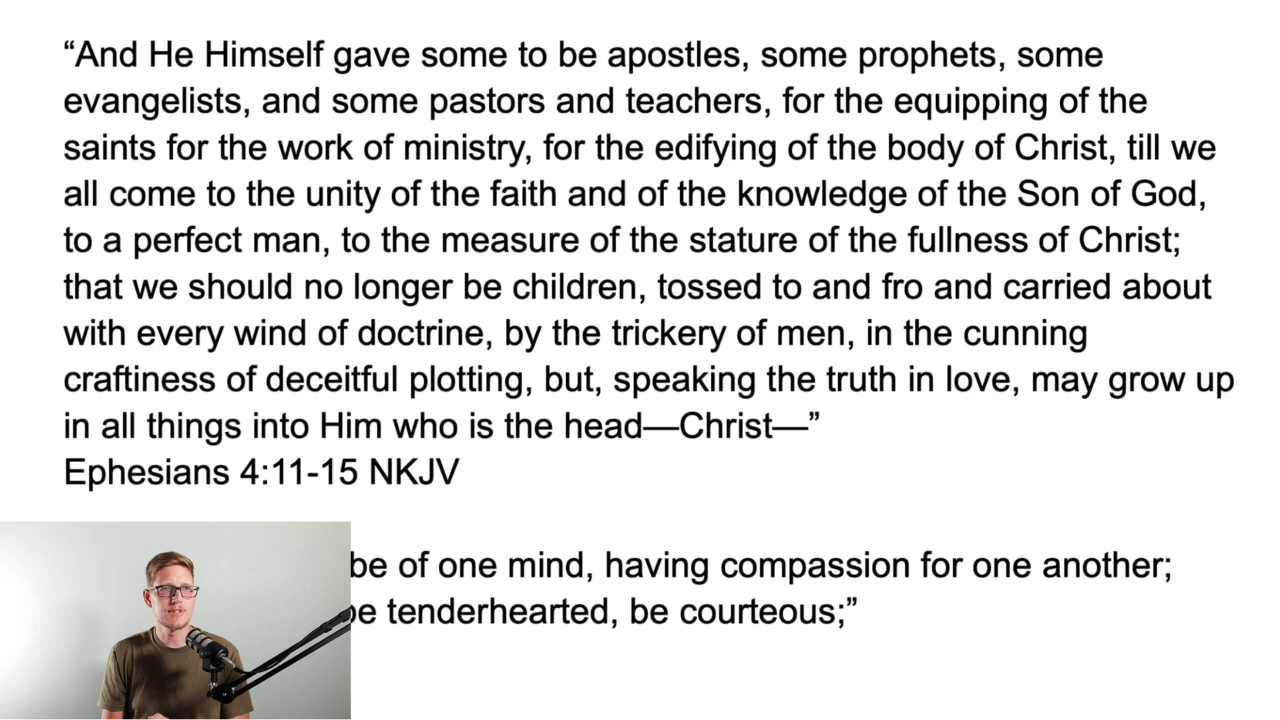 “And He Himself gave some to be apostles, some prophets, some
evangelists, and some pastors and teachers, for the equipping of the
saints for the work of ministry, for the edifying of the body of Christ, till we
all come to the unity of the faith and of the knowledge of the Son of God,
to a perfect man, to the measure of the stature of the fullness of Christ;
that we should no longer be children, tossed to and fro and carried about
with every wind of doctrine, by the trickery of men, in the cunning
craftiness of deceitful plotting, but, speaking the truth in love, may grow up
in all things into Him who is the head—Christ—”
Ephesians 4:11-15 NKJV
be of one mind, having compassion for one another;
be tenderhearted, be courteous;”